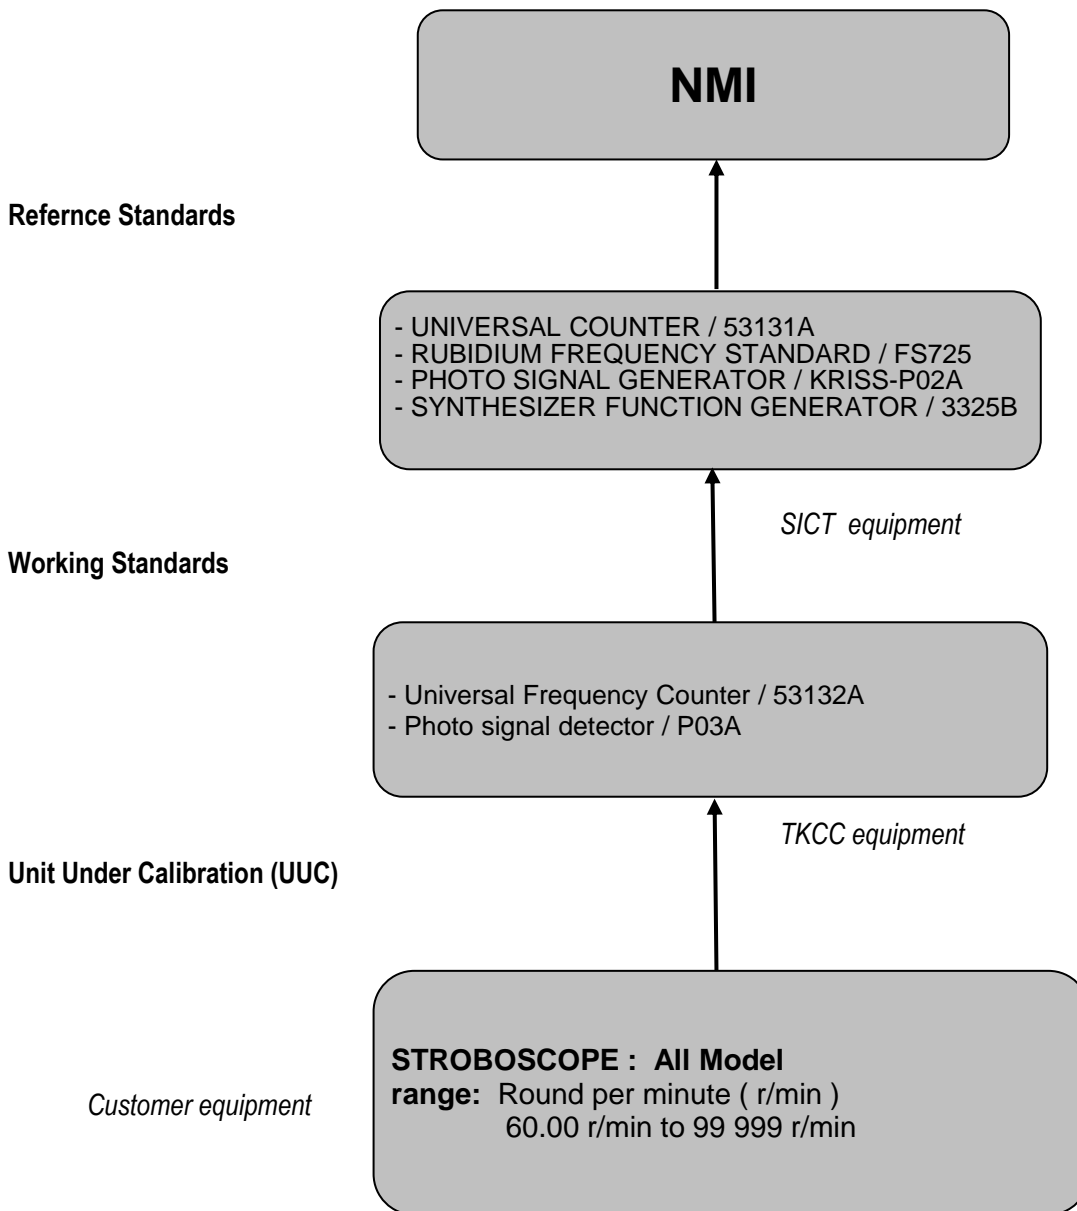 NMI
Refernce Standards
- UNIVERSAL COUNTER / 53131A
- RUBIDIUM FREQUENCY STANDARD / FS725
- PHOTO SIGNAL GENERATOR / KRISS-P02A
- SYNTHESIZER FUNCTION GENERATOR / 3325B
SICT equipment
Working Standards
- Universal Frequency Counter / 53132A
- Photo signal detector / P03A
TKCC equipment
Unit Under Calibration (UUC)
STROBOSCOPE : All Model
range: Round per minute ( r/min )
60.00 r/min to 99 999 r/min
Customer equipment